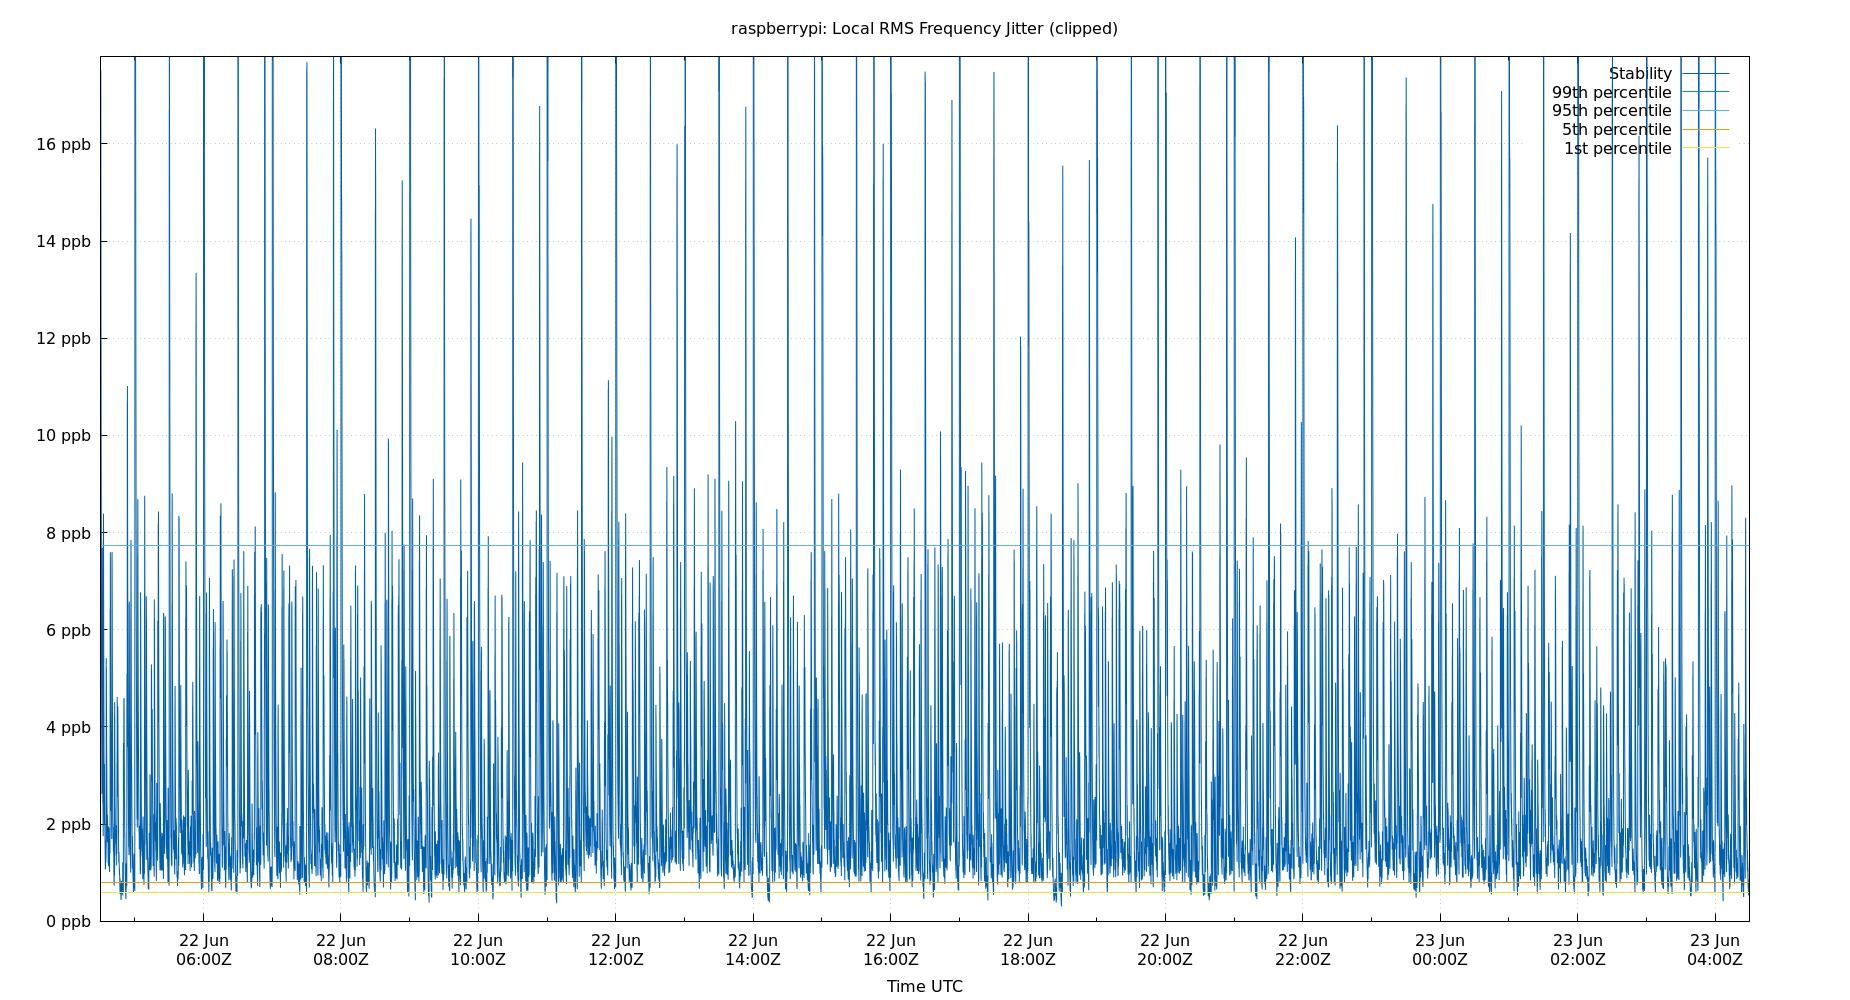 raspberrypi: Local RMS Frequency Jitter (clipped)
Stability
99th percentile
95th percentile
5th percentile
1st percentile
16 ppb
14 ppb
12 ppb
10 ppb
8 ppb
6 ppb
4 ppb
2 ppb
0 ppb
22 Jun 22 Jun 22 Jun 22 Jun 22 Jun 22 Jun 22 Jun 22 Jun 22 Jun 23 Jun 23 Jun 23 Jun
06:00Z 08:00Z 10:00Z 12:00Z 14:00Z 16:00Z 18:00Z 20:00Z 22:00Z 00:00Z 02:00Z 04:00Z
Time UTC